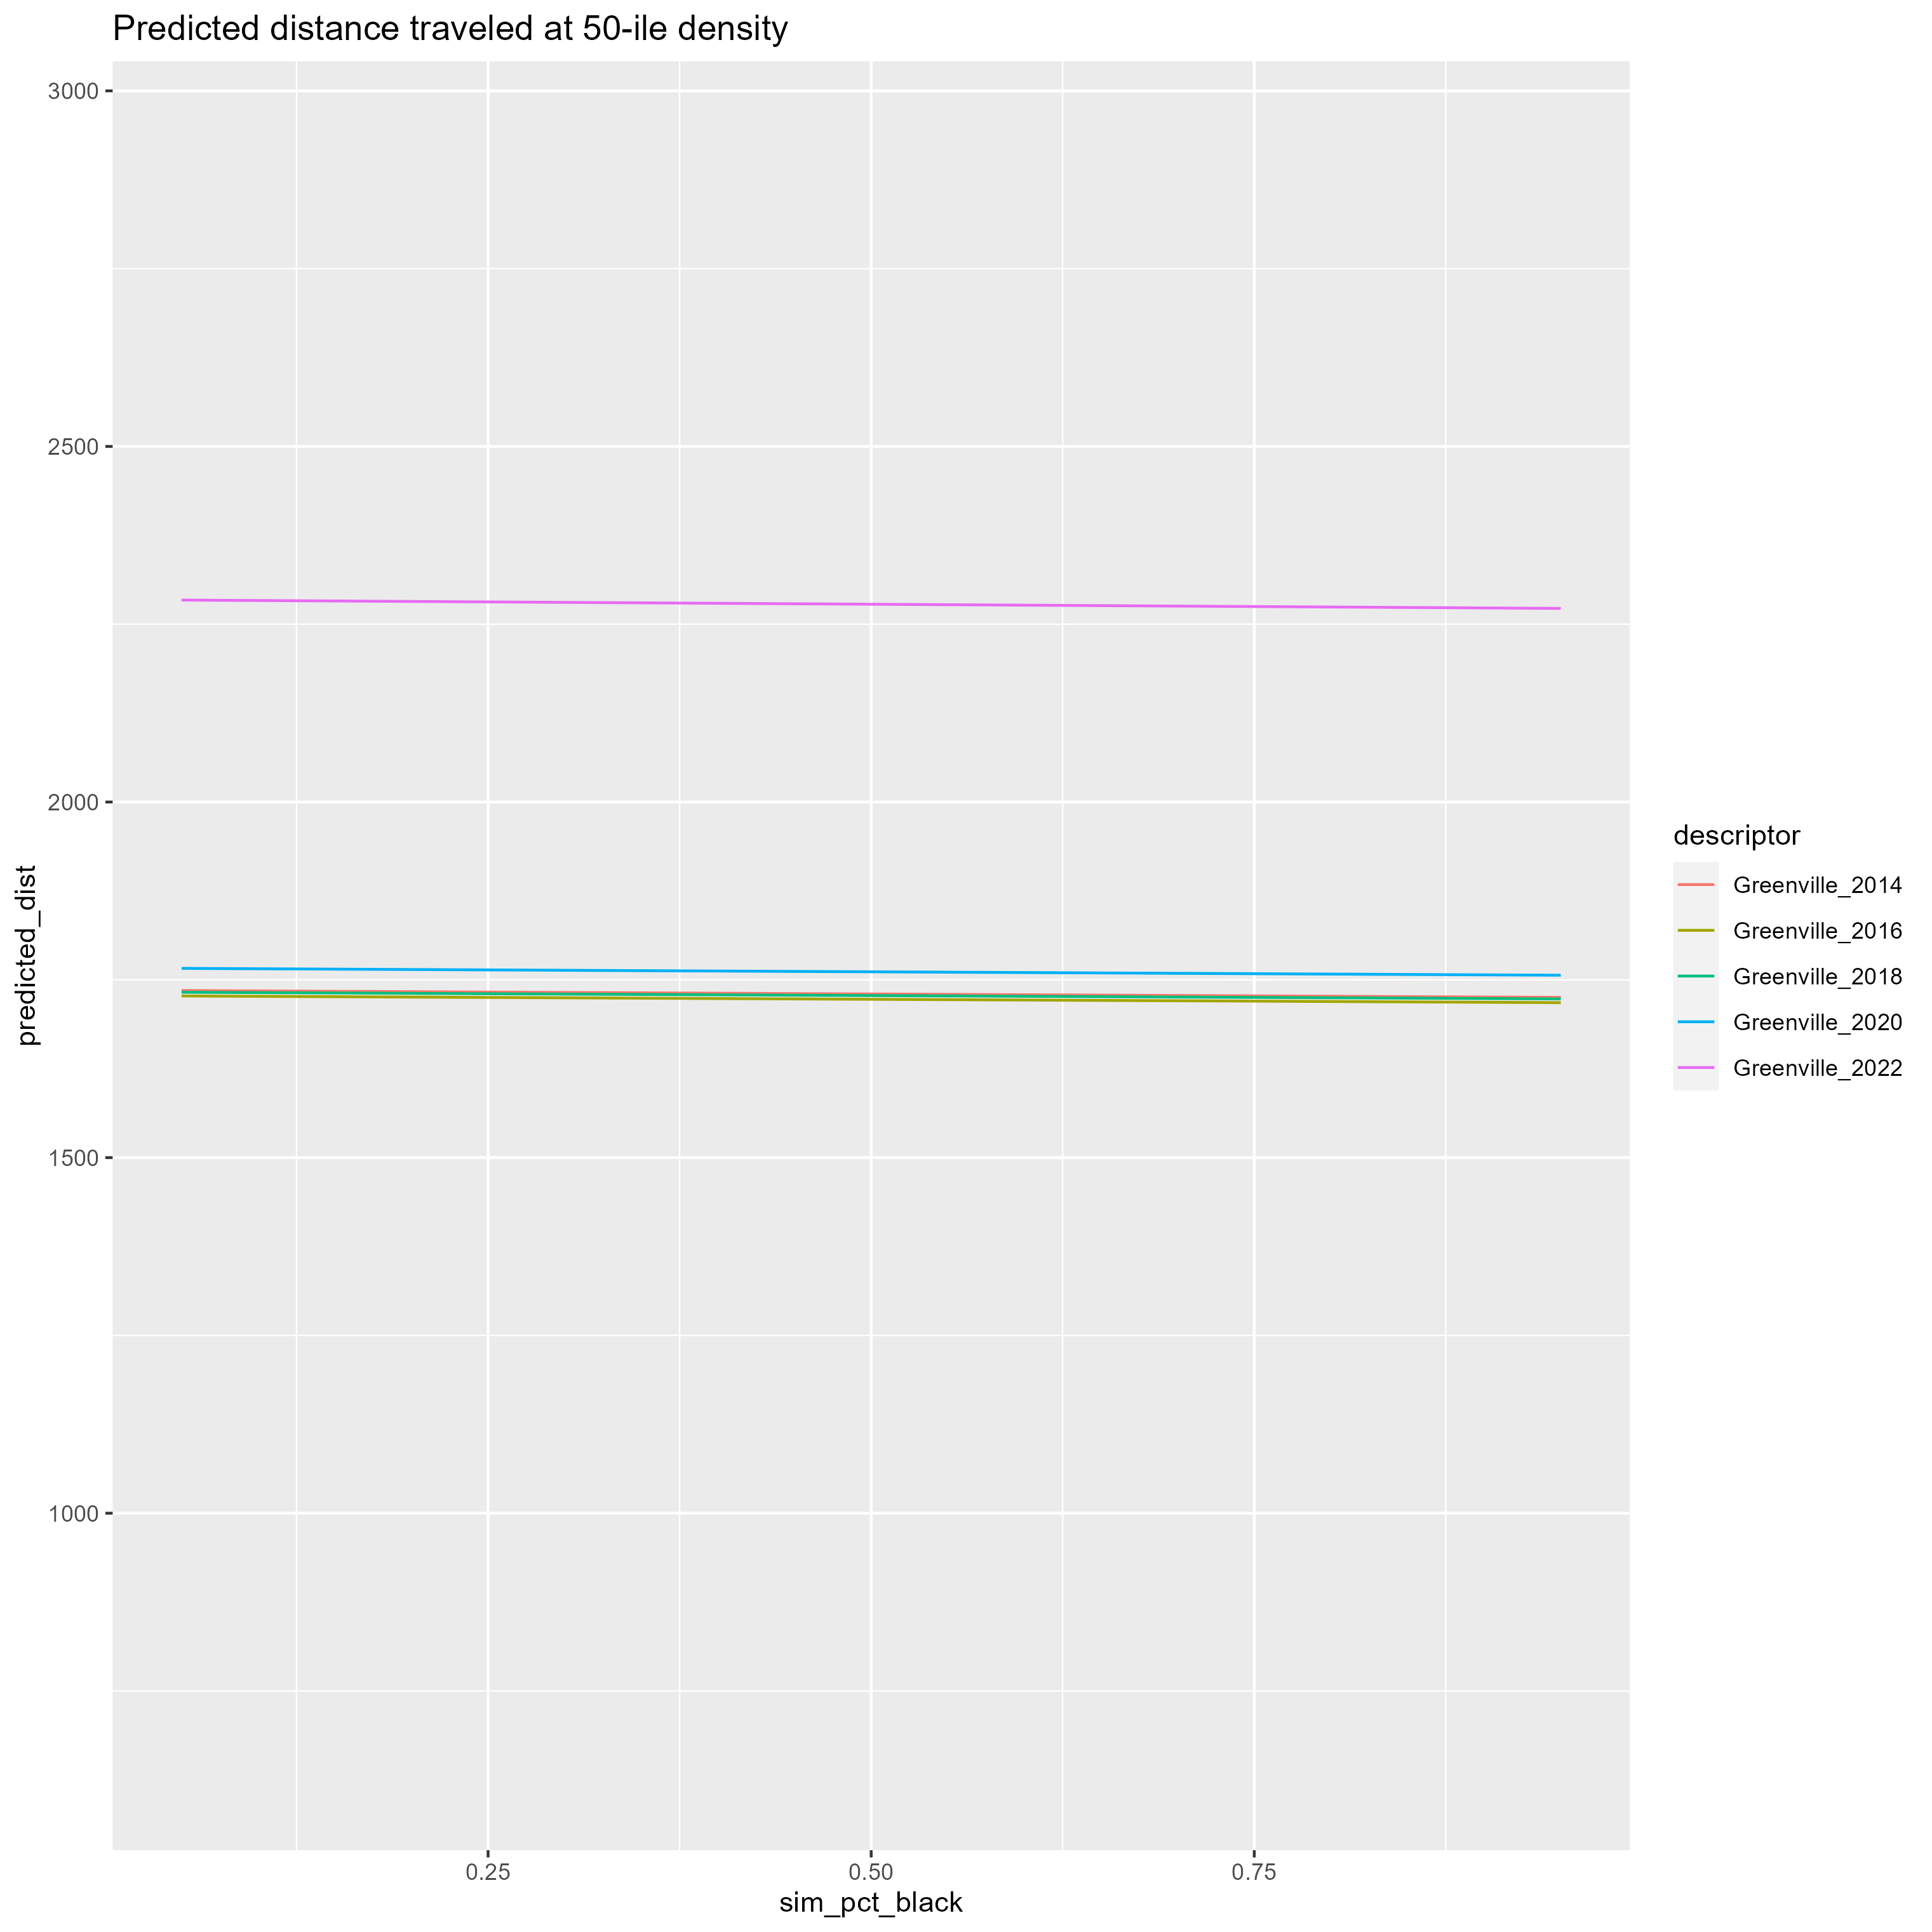 Predicted distance traveled at 50-ile density
3000
2500
2000
1500
1000
predicted_dist
0.25
0.50
0.75
sim_pct_black
descriptor
Greenville_2014
Greenville_2016
Greenville_2018
Greenville_2020
Greenville_2022